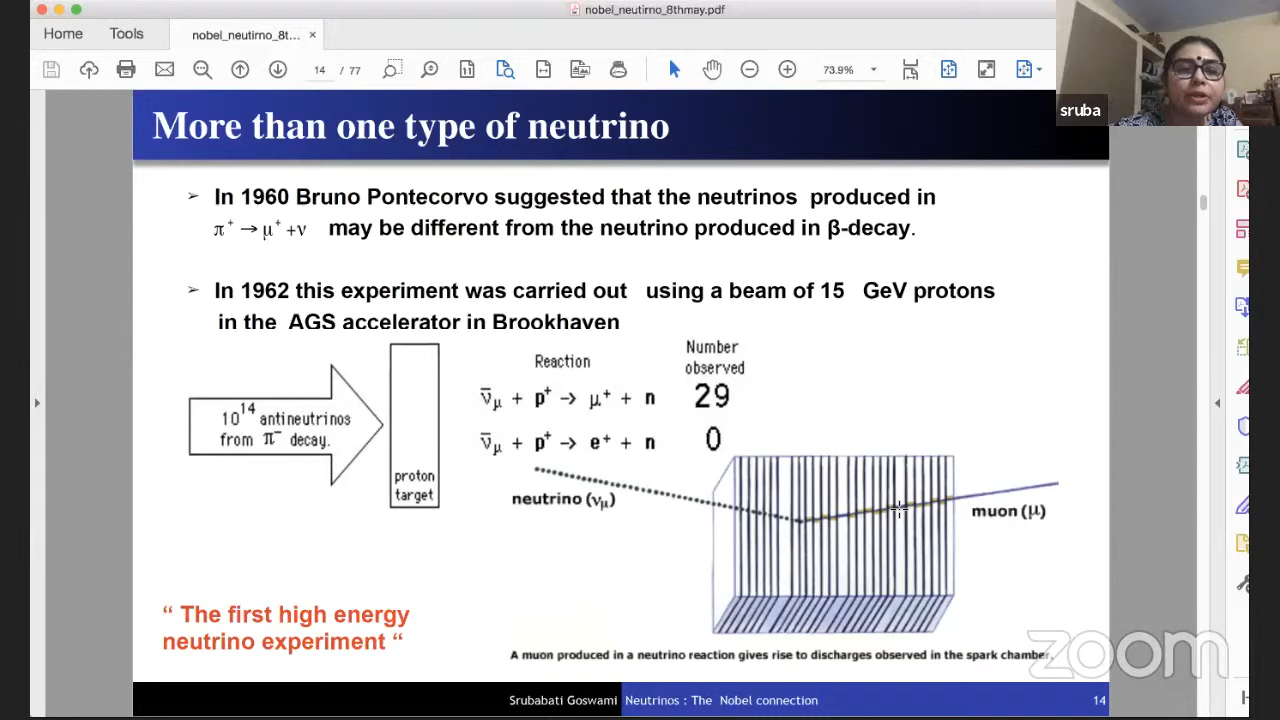 nobel_neutirno_8thmay.pdf
Home Tools nobel_neutirno_8t... ×
14 / 77 73.9%
sruba
More than one type of neutrino
➢ In 1960 Bruno Pontecorvo suggested that the neutrinos produced in
π⁺ → μ⁺ +ν may be different from the neutrino produced in β-decay.
➢ In 1962 this experiment was carried out using a beam of 15 GeV protons
in the AGS accelerator in Brookhaven
Reaction
Number
observed
10¹⁴ antineutrinos
from π⁻ decay.
proton
target
ν̅μ + p⁺ -> μ⁺ + n 29
ν̅μ + p⁺ -> e⁺ + n 0
neutrino (νμ)
muon (μ)
“ The first high energy
neutrino experiment “
A muon produced in a neutrino reaction gives rise to discharges observed in the spark chamber.
zoom
Srubabati Goswami Neutrinos : The Nobel connection 14